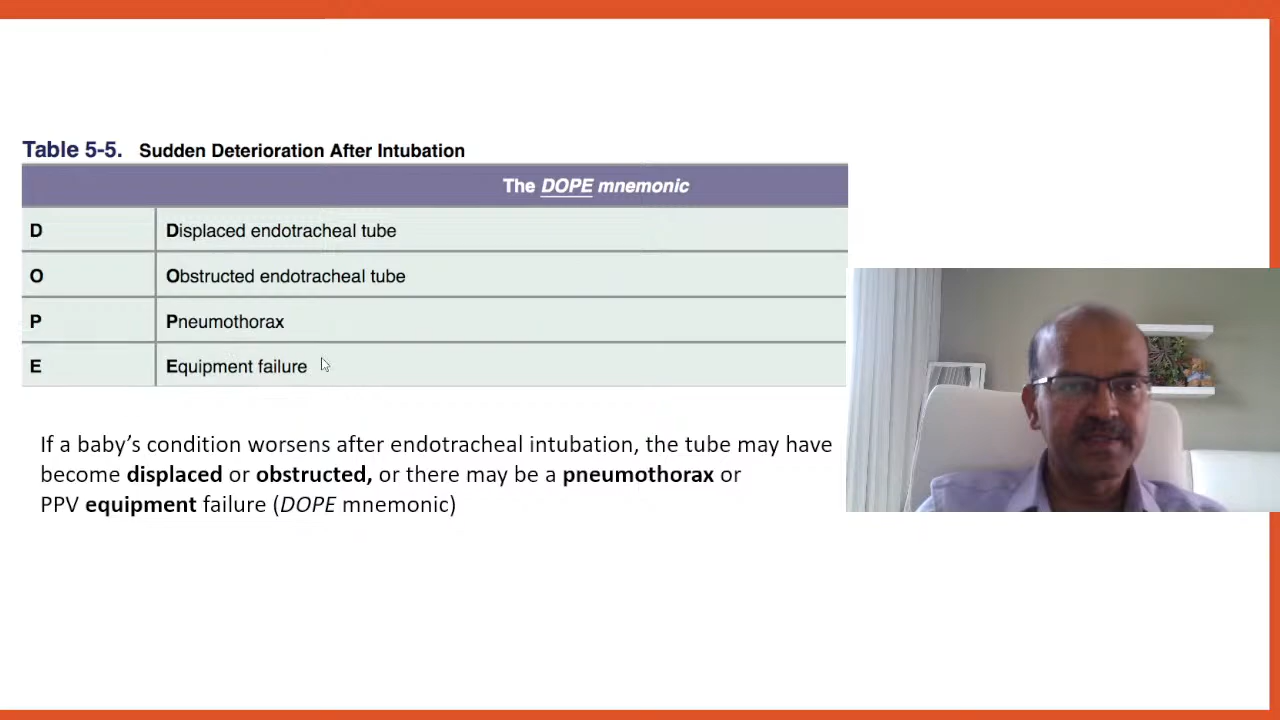 Table 5-5. Sudden Deterioration After Intubation
The DOPE mnemonic
D Displaced endotracheal tube
O Obstructed endotracheal tube
P Pneumothorax
E Equipment failure
If a baby’s condition worsens after endotracheal intubation, the tube may have
become displaced or obstructed, or there may be a pneumothorax or
PPV equipment failure (DOPE mnemonic)